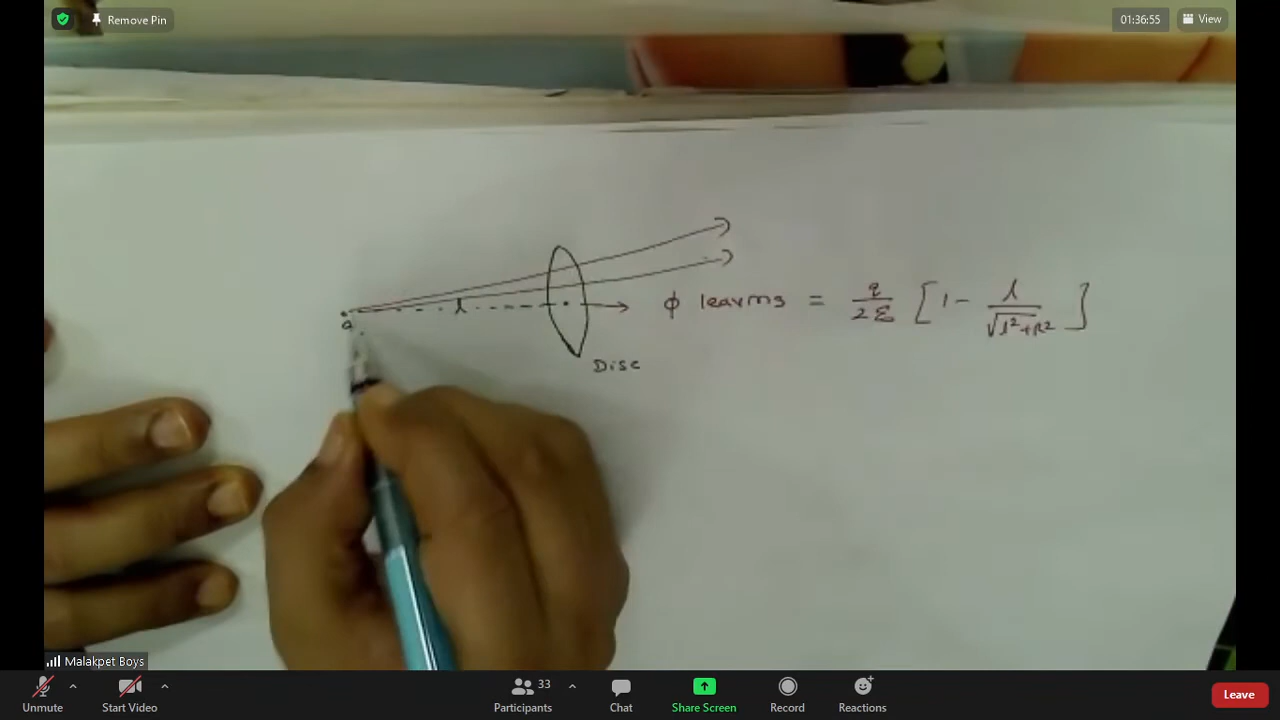 Remove Pin
01:36:55
View
l
q
Disc
ϕ leaving = q/2ε [1 - l/√l²+R²]
Malakpet Boys
Unmute
Start Video
33
Participants
Chat
Share Screen
Record
Reactions
Leave